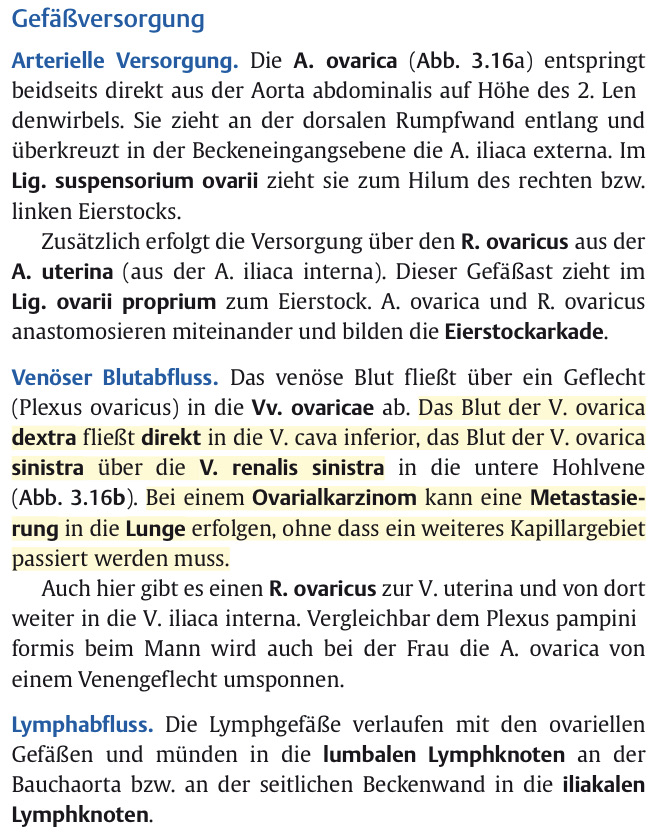 Gefäßversorgung
Arterielle Versorgung. Die A. ovarica (Abb. 3.16a) entspringt
beidseits direkt aus der Aorta abdominalis auf Höhe des 2. Len
denwirbels. Sie zieht an der dorsalen Rumpfwand entlang und
überkreuzt in der Beckeneingangsebene die A. iliaca externa. Im
Lig. suspensorium ovarii zieht sie zum Hilum des rechten bzw.
linken Eierstocks.
Zusätzlich erfolgt die Versorgung über den R. ovaricus aus der
A. uterina (aus der A. iliaca interna). Dieser Gefäßast zieht im
Lig. ovarii proprium zum Eierstock. A. ovarica und R. ovaricus
anastomosieren miteinander und bilden die Eierstockarkade.
Venöser Blutabfluss. Das venöse Blut fließt über ein Geflecht
(Plexus ovaricus) in die Vv. ovaricae ab. Das Blut der V. ovarica
dextra fließt direkt in die V. cava inferior, das Blut der V. ovarica
sinistra über die V. renalis sinistra in die untere Hohlvene
(Abb. 3.16b). Bei einem Ovarialkarzinom kann eine Metastasie-
rung in die Lunge erfolgen, ohne dass ein weiteres Kapillargebiet
passiert werden muss.
Auch hier gibt es einen R. ovaricus zur V. uterina und von dort
weiter in die V. iliaca interna. Vergleichbar dem Plexus pampini
formis beim Mann wird auch bei der Frau die A. ovarica von
einem Venengeflecht umsponnen.
Lymphabfluss. Die Lymphgefäße verlaufen mit den ovariellen
Gefäßen und münden in die lumbalen Lymphknoten an der
Bauchaorta bzw. an der seitlichen Beckenwand in die iliakalen
Lymphknoten.